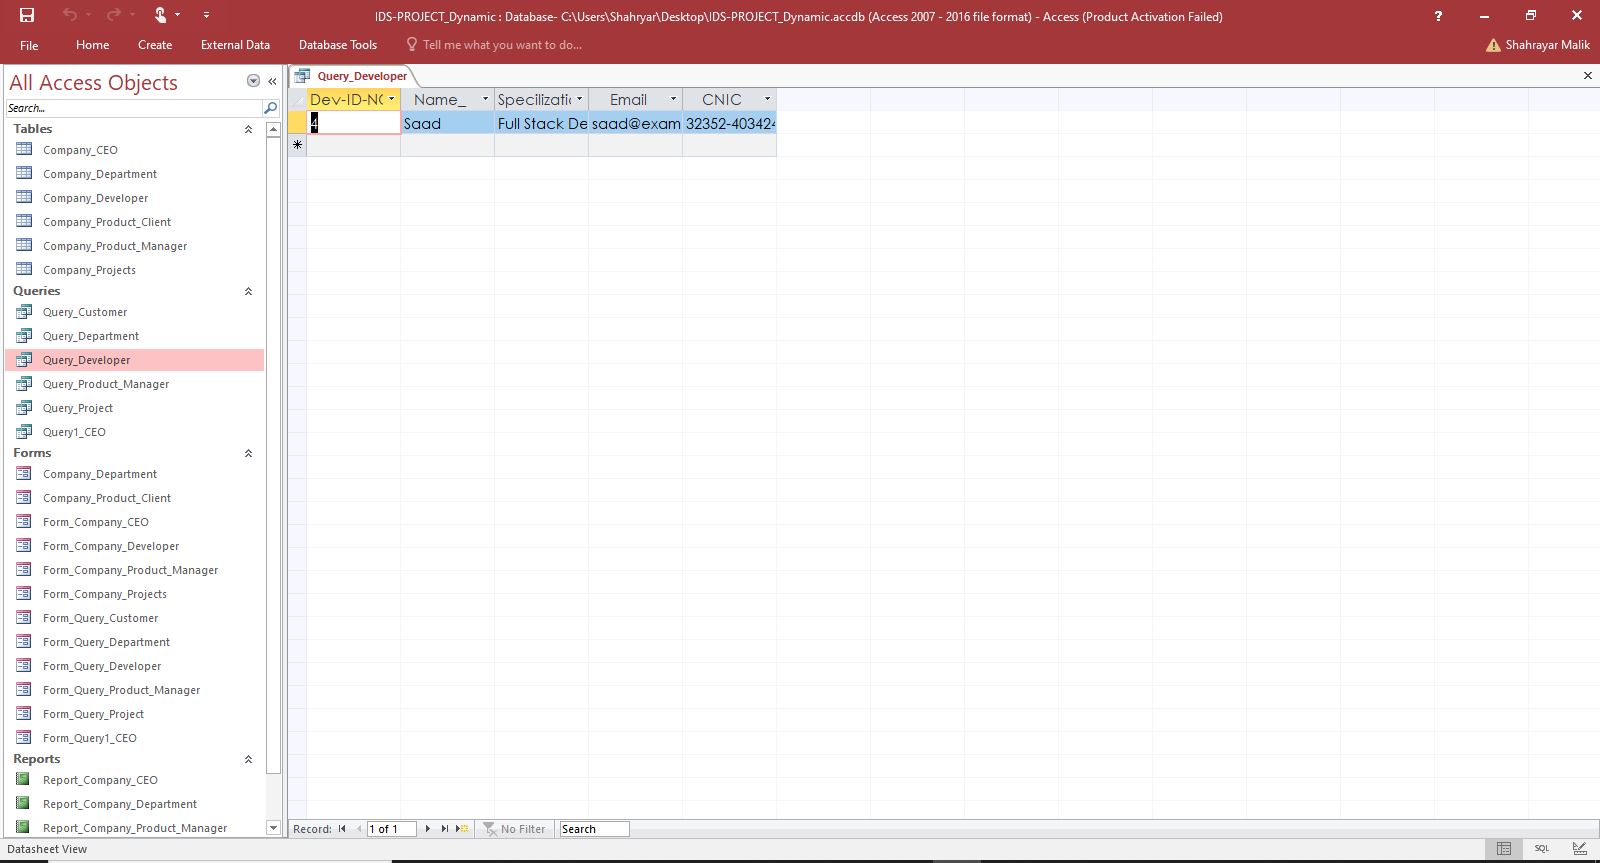 IDS-PROJECT_Dynamic : Database- C:\Users\Shahryar\Desktop\IDS-PROJECT_Dynamic.accdb (Access 2007 - 2016 file format) - Access (Product Activation Failed)
File Home Create External Data Database Tools Tell me what you want to do... Shahrayar Malik
All Access Objects
Search...
Tables
Company_CEO
Company_Department
Company_Developer
Company_Product_Client
Company_Product_Manager
Company_Projects
Queries
Query_Customer
Query_Department
Query_Developer
Query_Product_Manager
Query_Project
Query1_CEO
Forms
Company_Department
Company_Product_Client
Form_Company_CEO
Form_Company_Developer
Form_Company_Product_Manager
Form_Company_Projects
Form_Query_Customer
Form_Query_Department
Form_Query_Developer
Form_Query_Product_Manager
Form_Query_Project
Form_Query1_CEO
Reports
Report_Company_CEO
Report_Company_Department
Report_Company_Product_Manager
Query_Developer
Dev-ID-NO Name_ Specilizatio Email CNIC
4 Saad Full Stack De saad@exam 32352-403424
Record: 1 of 1 No Filter Search
Datasheet View SQL